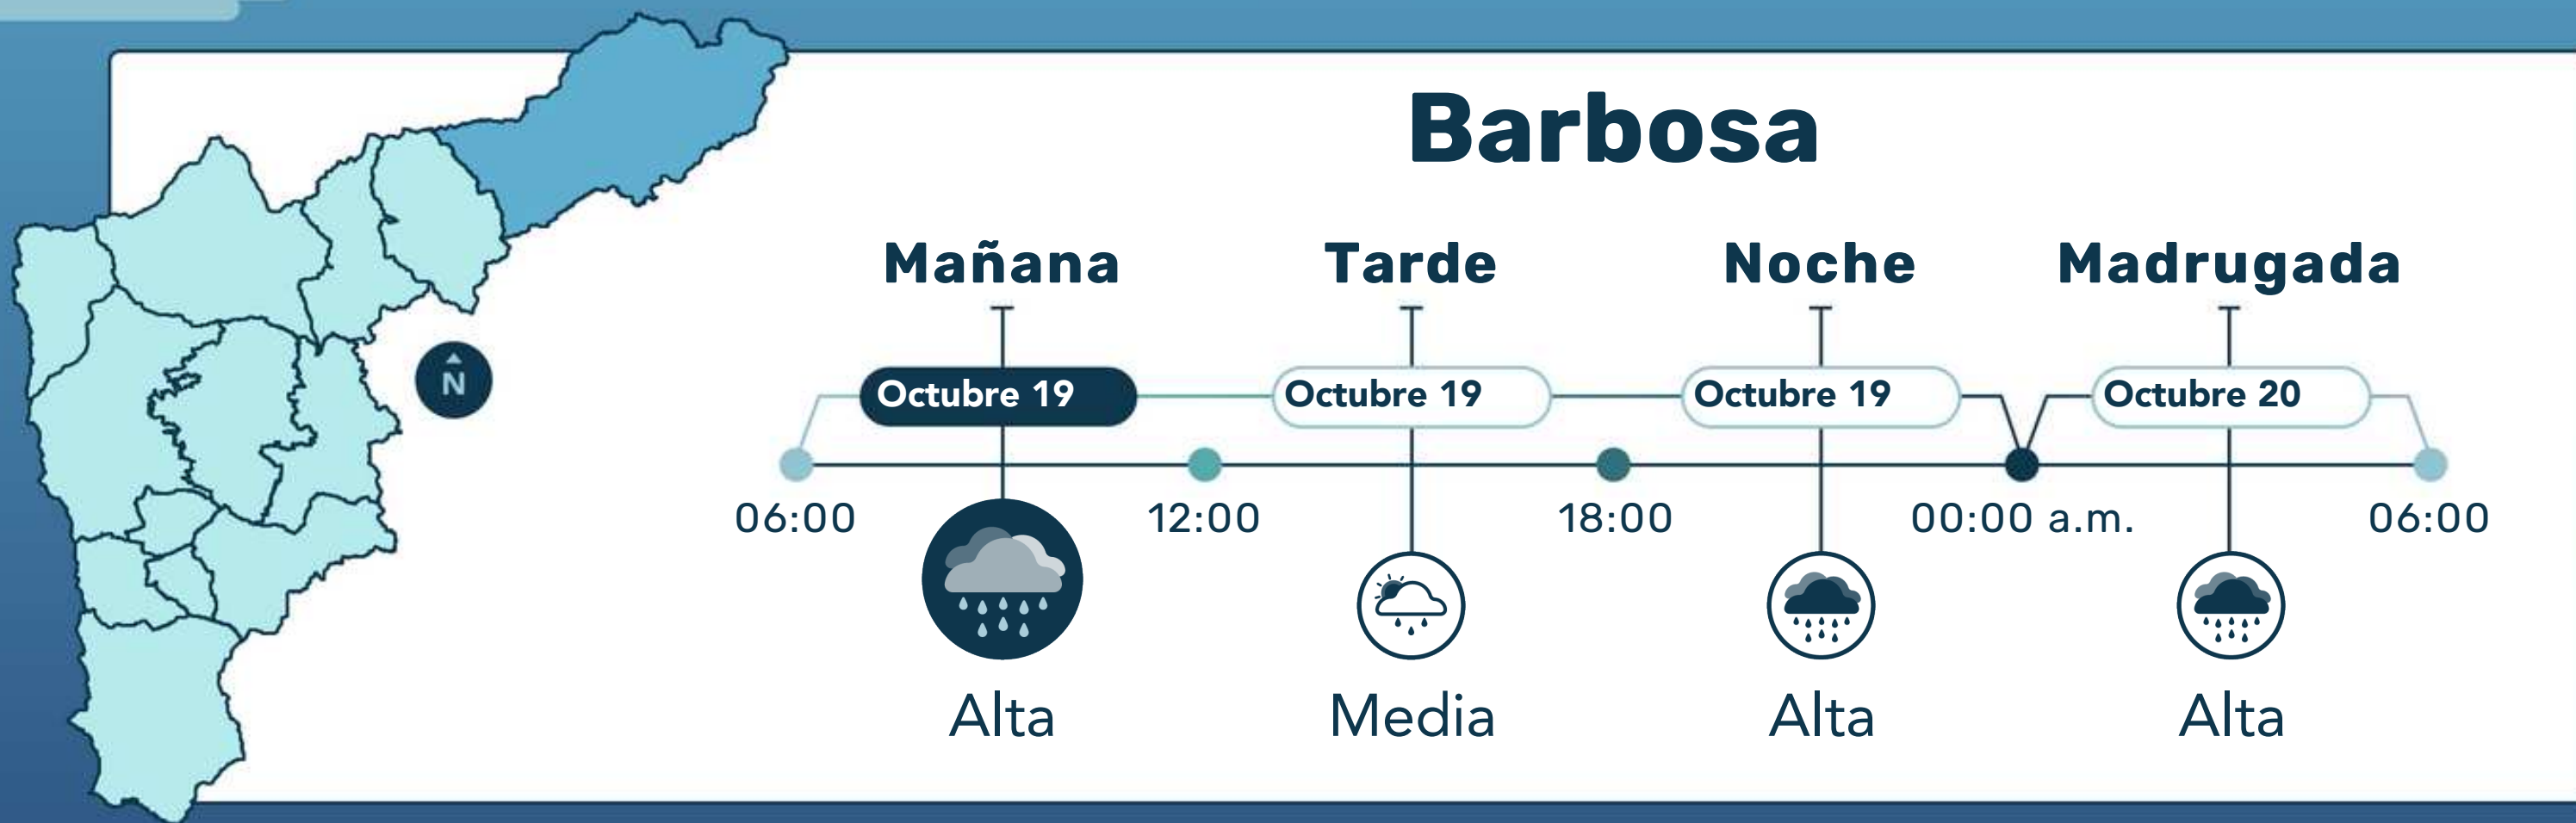 Barbosa
Mañana
Tarde
Noche
Madrugada
N
Octubre 19
Octubre 19
Octubre 19
Octubre 20
06:00
12:00
18:00
00:00 a.m.
06:00
Alta
Media
Alta
Alta